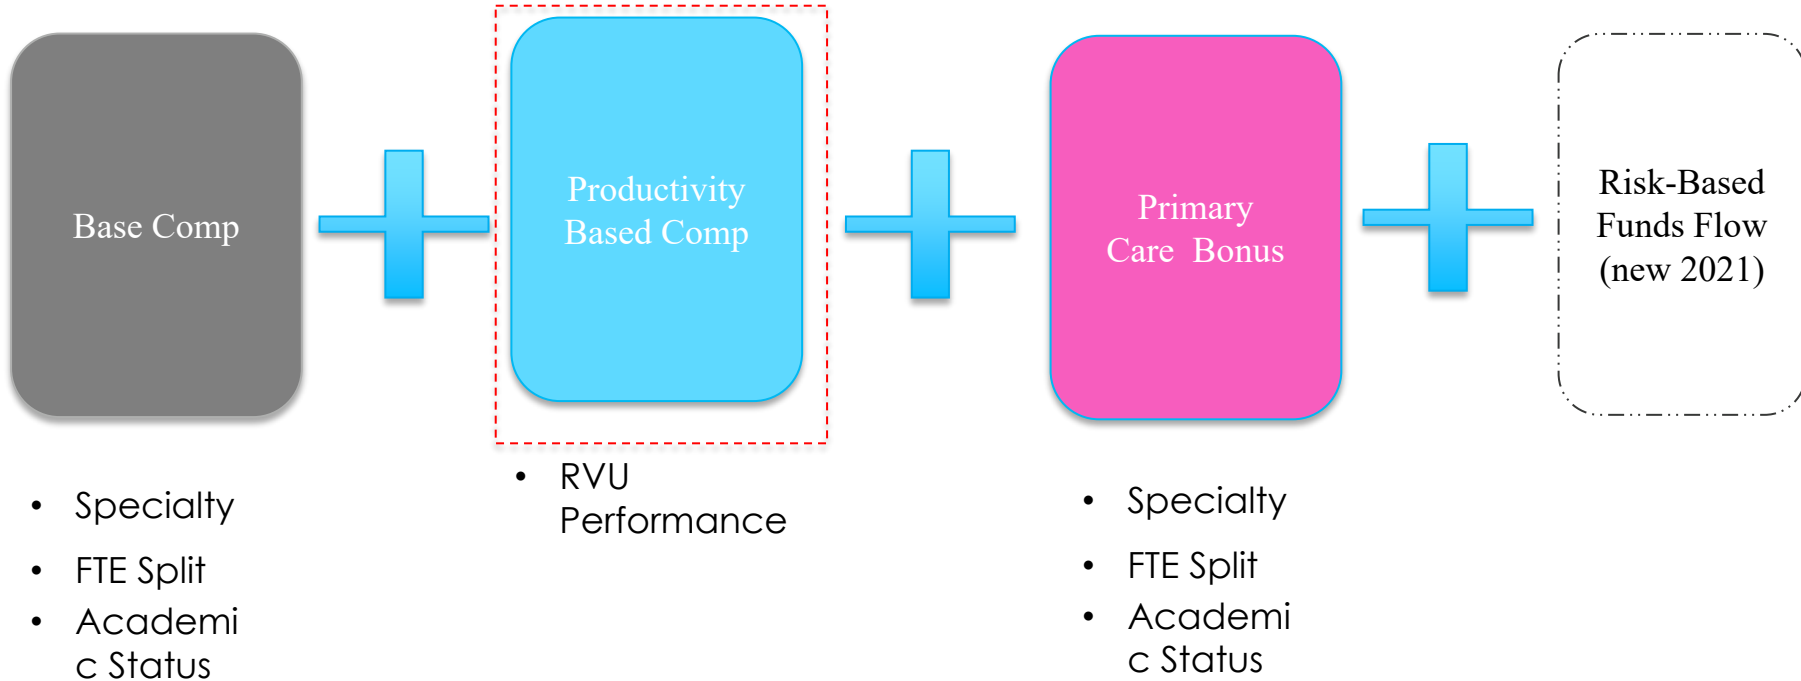 Base Comp
Productivity
Based Comp
Primary
Care Bonus
Risk-Based
Funds Flow
(new 2021)
• Specialty
• FTE Split
• Academi
c Status
• RVU
Performance
• Specialty
• FTE Split
• Academi
c Status